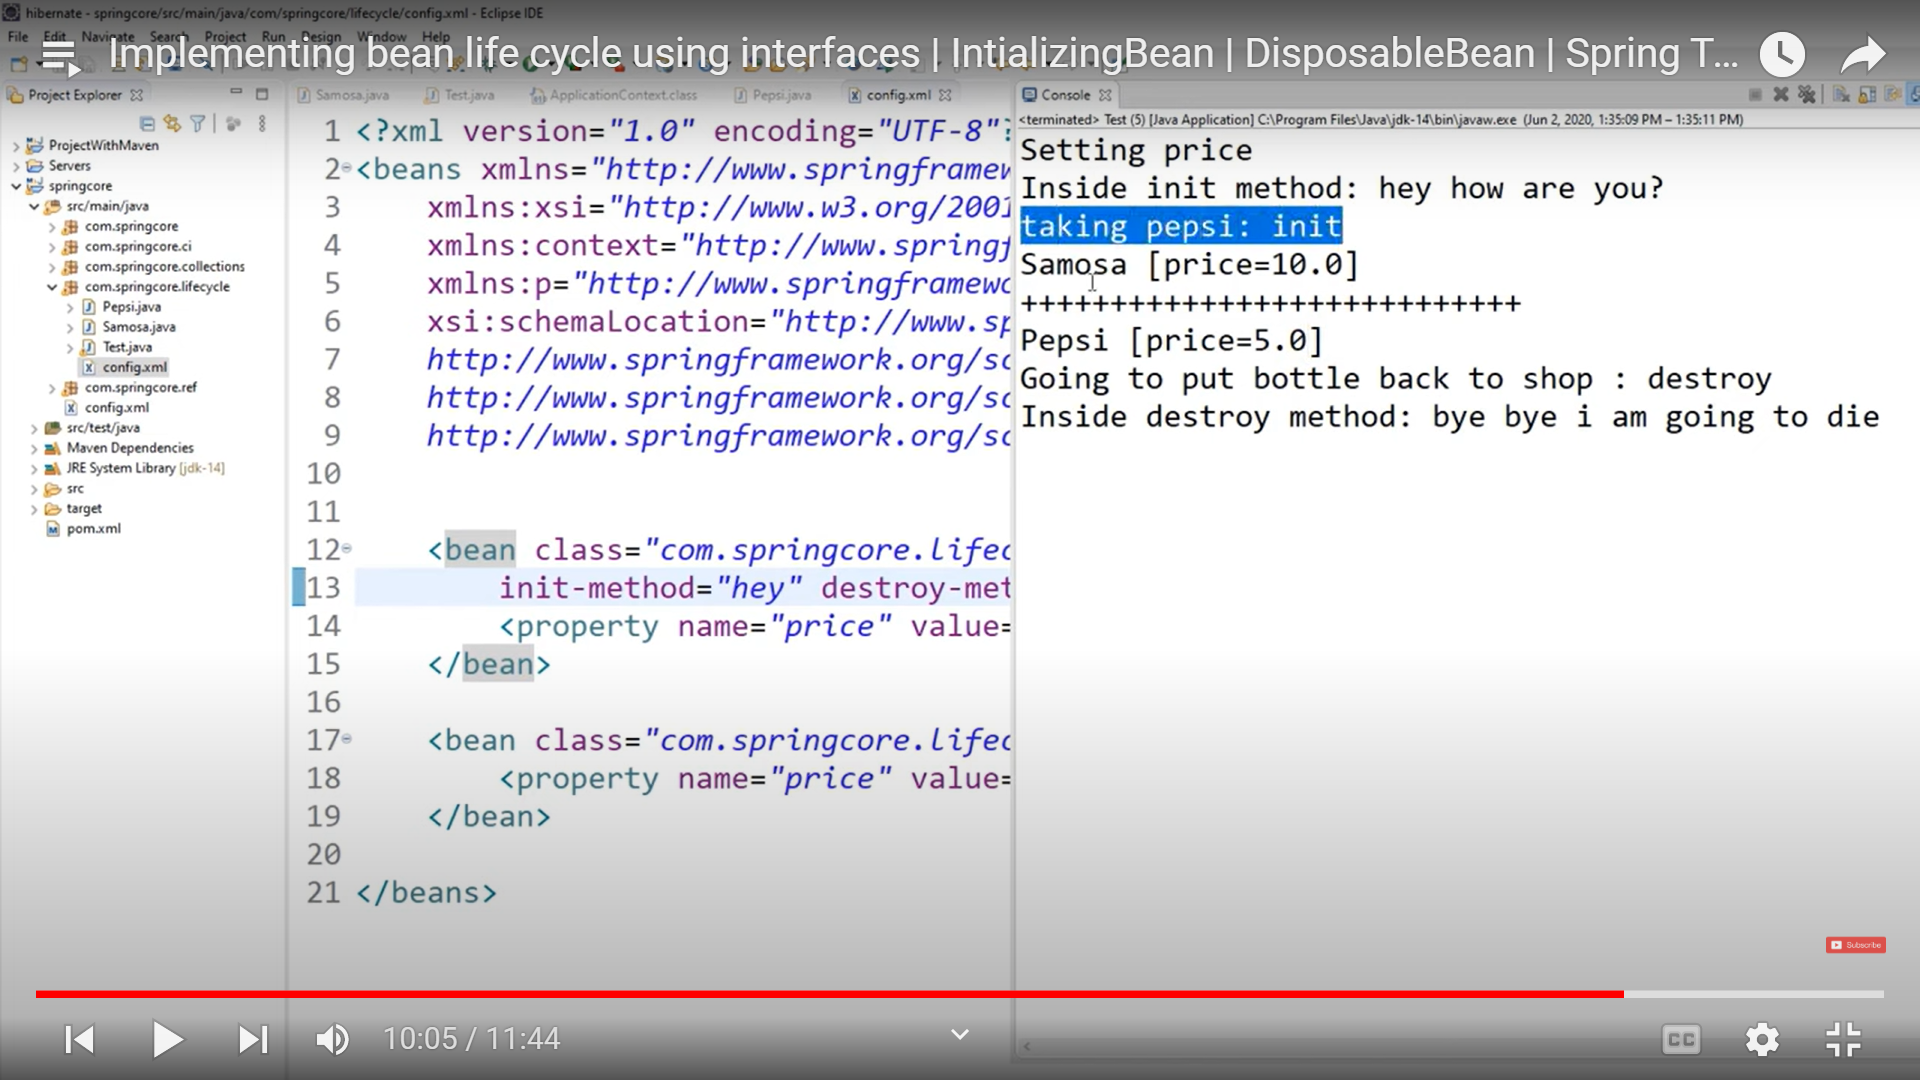 hibernate - springcore/src/main/java/com/springcore/lifecycle/config.xml - Eclipse IDE
File Edit Navigate Search Project Run Design Window Help
Implementing bean life cycle using interfaces | IntializingBean | DisposableBean | Spring T...
Project Explorer
ProjectWithMaven
Servers
springcore
src/main/java
com.springcore
com.springcore.ci
com.springcore.collections
com.springcore.lifecycle
Pepsi.java
Samosa.java
Test.java
config.xml
com.springcore.ref
config.xml
src/test/java
Maven Dependencies
JRE System Library [jdk-14]
src
target
pom.xml
Samosa.java Test.java ApplicationContext.class Pepsi.java config.xml
1 <?xml version="1.0" encoding="UTF-8"?
2 <beans xmlns="http://www.springframew
3 xmlns:xsi="http://www.w3.org/2001
4 xmlns:context="http://www.springf
5 xmlns:p="http://www.springframewo
6 xsi:schemaLocation="http://www.sp
7 http://www.springframework.org/sc
8 http://www.springframework.org/sc
9 http://www.springframework.org/sc
10
11
12 <bean class="com.springcore.lifec
13 init-method="hey" destroy-met
14 <property name="price" value=
15 </bean>
16
17 <bean class="com.springcore.lifec
18 <property name="price" value=
19 </bean>
20
21 </beans>
Console
<terminated> Test (5) [Java Application] C:\Program Files\Java\jdk-14\bin\javaw.exe (Jun 2, 2020, 1:35:09 PM – 1:35:11 PM)
Setting price
Inside init method: hey how are you?
taking pepsi: init
Samosa [price=10.0]
++++++++++++++++++++++++++++
Pepsi [price=5.0]
Going to put bottle back to shop : destroy
Inside destroy method: bye bye i am going to die
Subscribe
10:05 / 11:44
CC